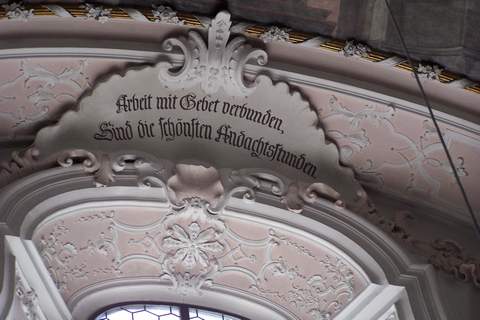 Arbeit mit Gebet verbunden,
Sind die schönsten Andachtsstunden.